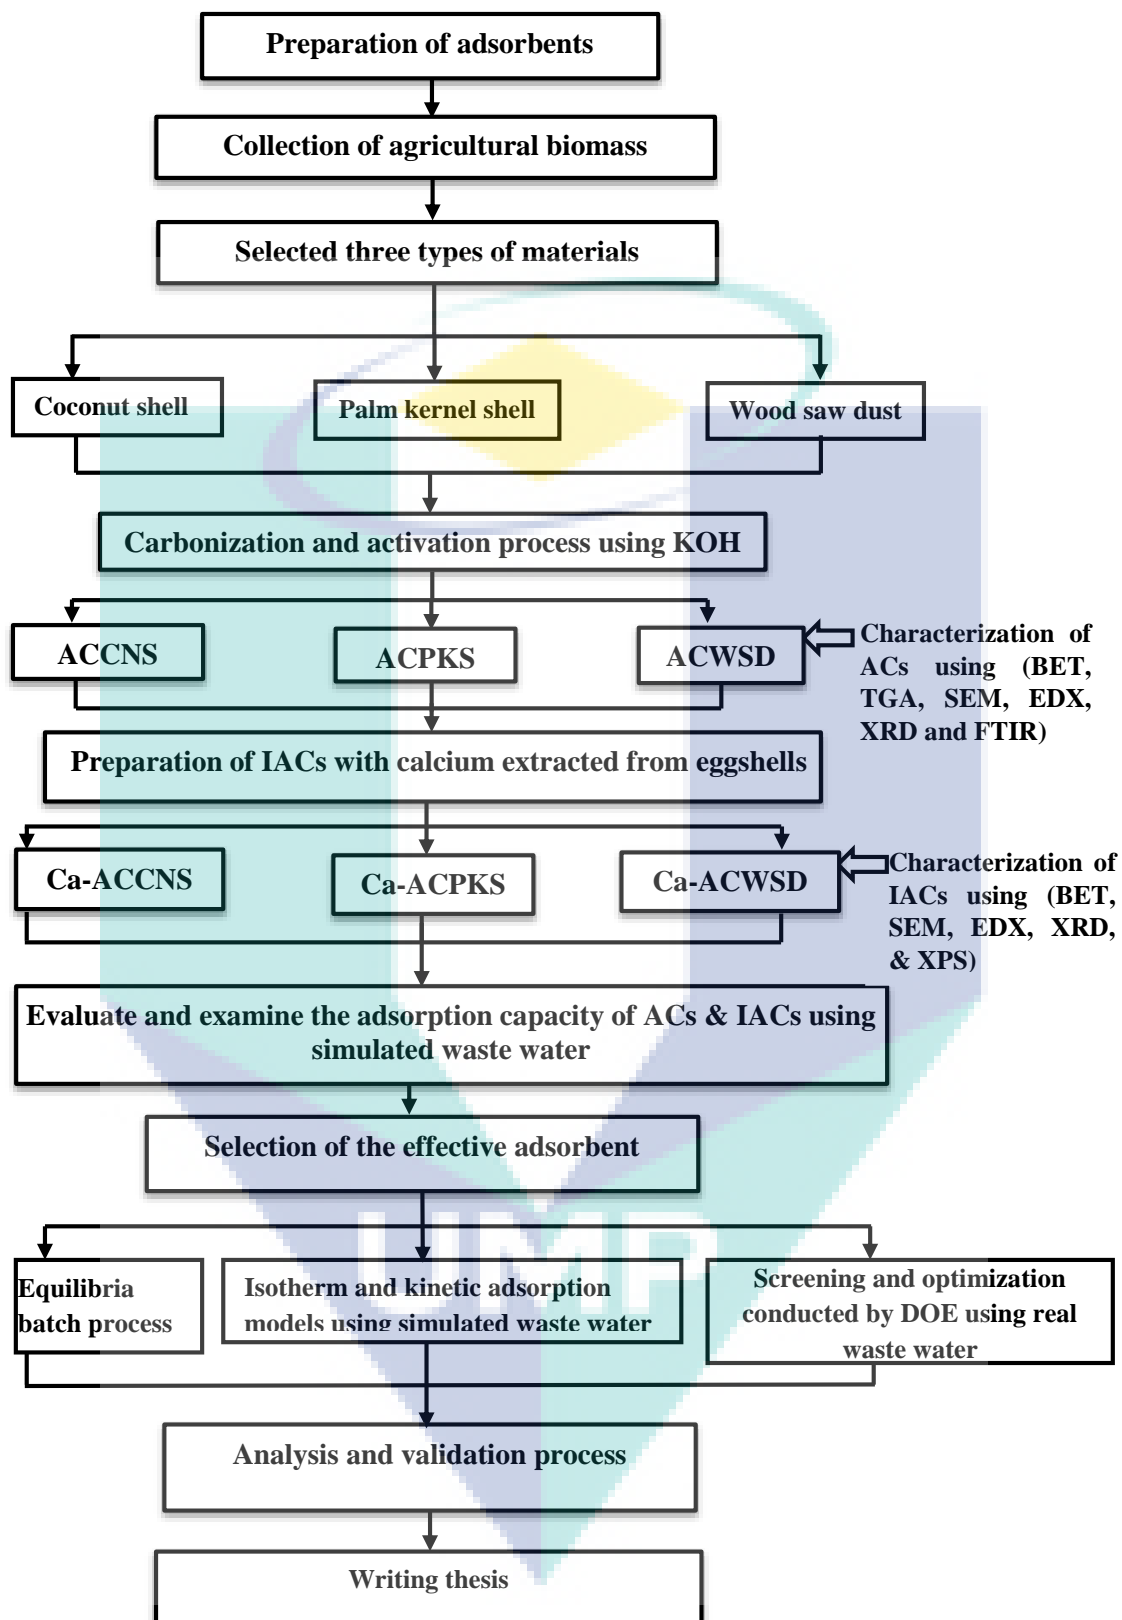 Preparation of adsorbents
Collection of agricultural biomass
Selected three types of materials
Coconut shell
Palm kernel shell
Wood saw dust
Carbonization and activation process using KOH
ACCNS
ACPKS
ACWSD
Characterization of
ACs using (BET,
TGA, SEM, EDX,
XRD and FTIR)
Preparation of IACs with calcium extracted from eggshells
Ca-ACCNS
Ca-ACPKS
Ca-ACWSD
Characterization of
IACs using (BET,
SEM, EDX, XRD,
& XPS)
Evaluate and examine the adsorption capacity of ACs & IACs using
simulated waste water
Selection of the effective adsorbent
UMP
Equilibria
batch process
Isotherm and kinetic adsorption
models using simulated waste water
Screening and optimization
conducted by DOE using real
waste water
Analysis and validation process
Writing thesis